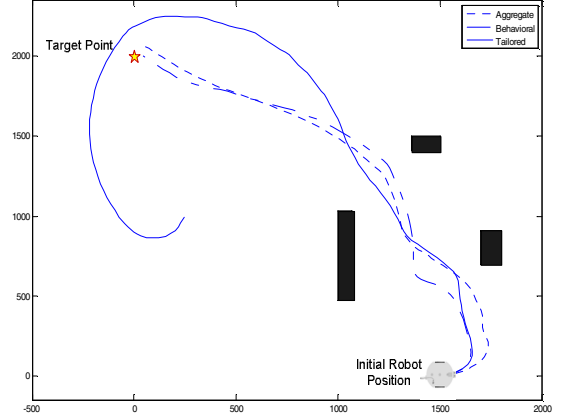 2000
1500
1000
500
0
-500
0
500
1000
1500
2000
Aggregate
Behavioral
Tailored
Target Point
Initial Robot
Position